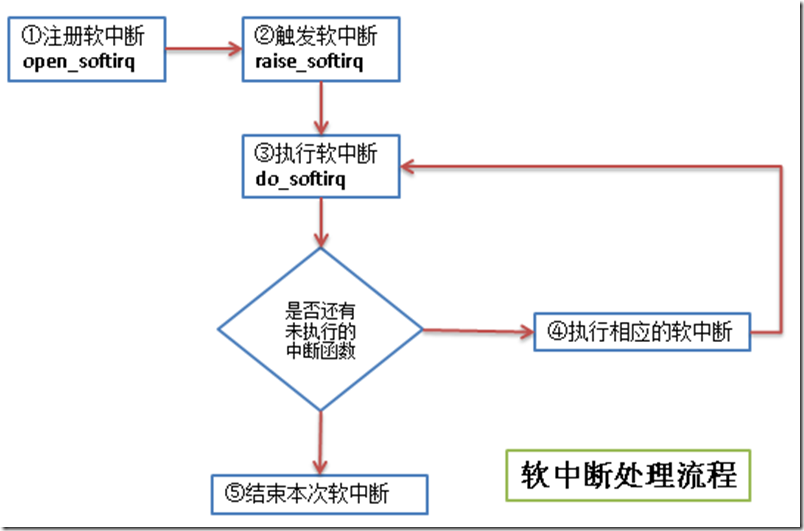 ①注册软中断
open_softirq
②触发软中断
raise_softirq
③执行软中断
do_softirq
是否还有
未执行的
中断函数
④执行相应的软中断
⑤结束本次软中断
软中断处理流程